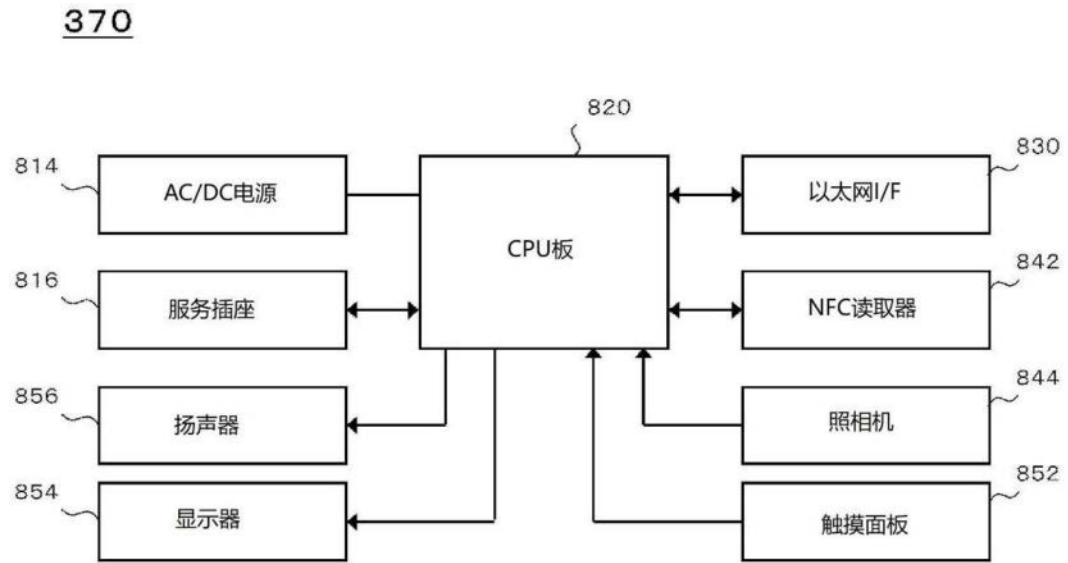 370
820
814
AC/DC电源
CPU板
830
以太网I/F
816
服务插座
842
NFC读取器
856
扬声器
844
照相机
854
显示器
852
触摸面板